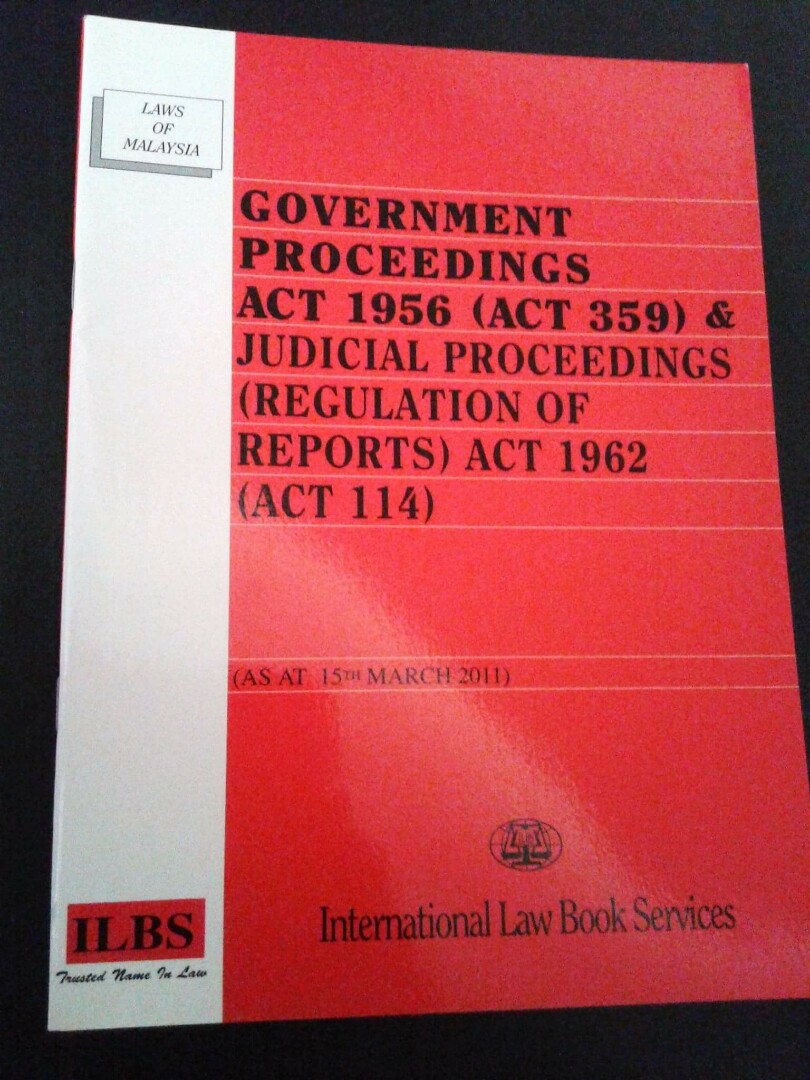 LAWS
OF
MALAYSIA
GOVERNMENT
PROCEEDINGS
ACT 1956 (ACT 359) &
JUDICIAL PROCEEDINGS
(REGULATION OF
REPORTS) ACT 1962
(ACT 114)
(AS AT 15TH MARCH 2011)
International Law Book Services
ILBS
Trusted Name In Law